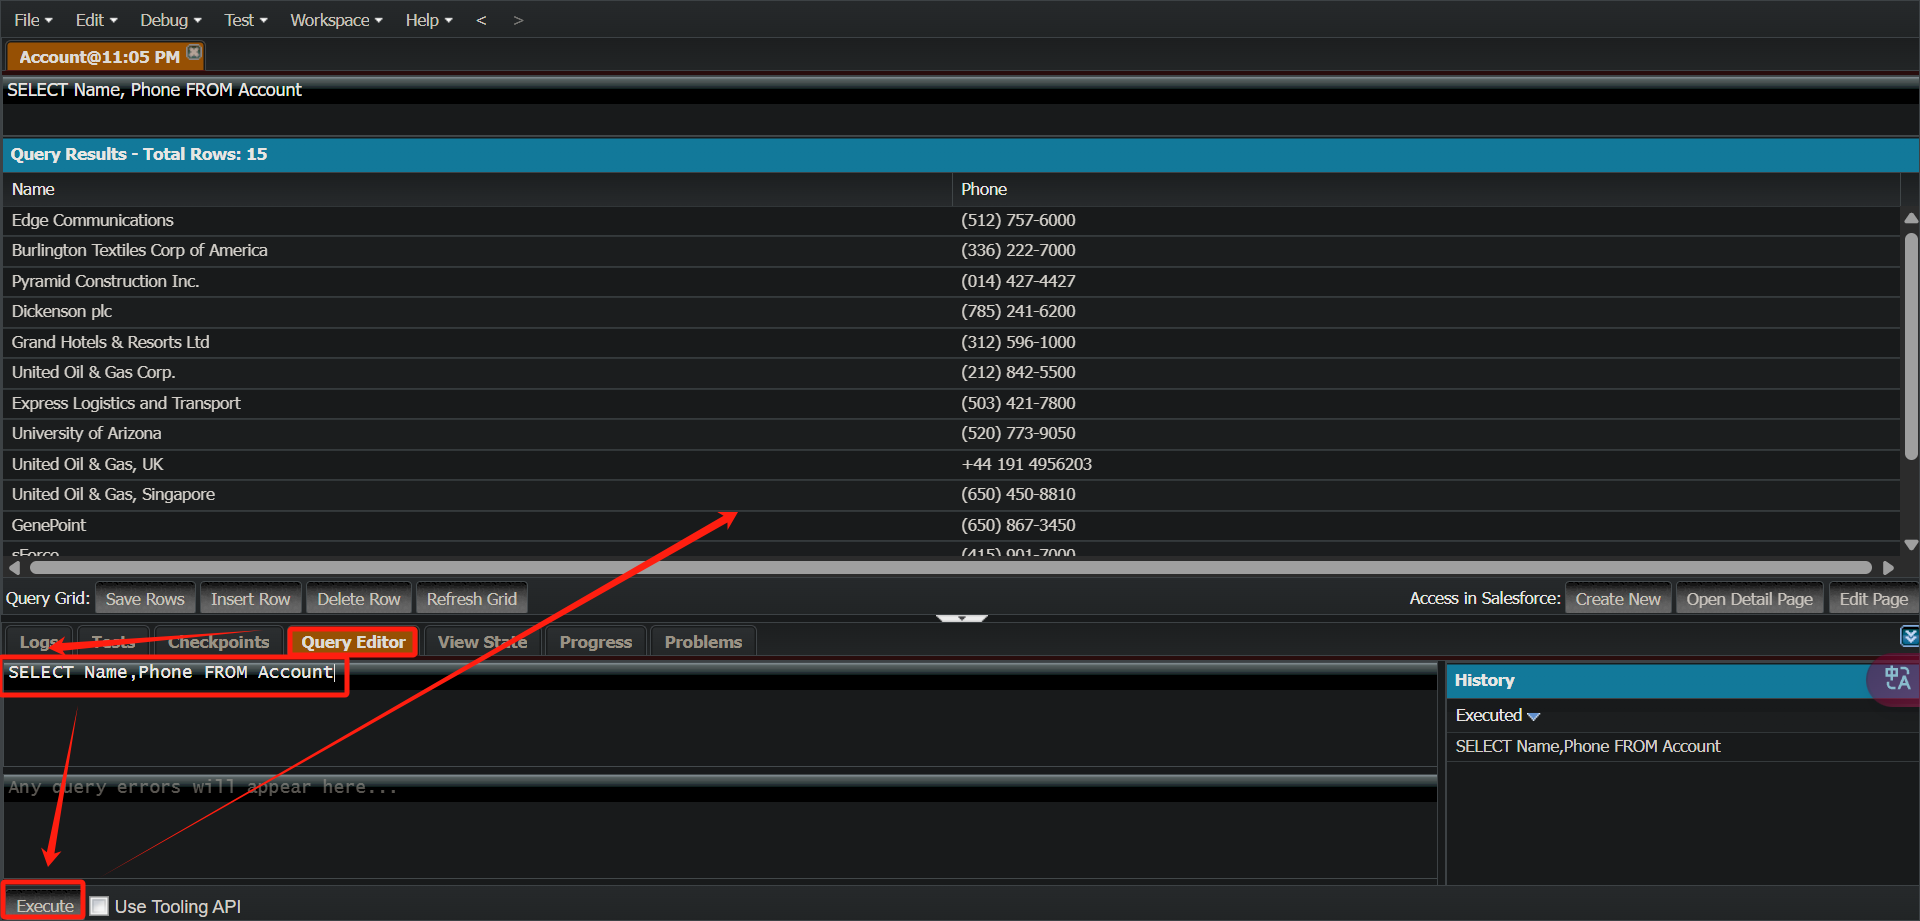 File Edit Debug Test Workspace Help < >
Account@11:05 PM
SELECT Name, Phone FROM Account
Query Results - Total Rows: 15
Name Phone
Edge Communications (512) 757-6000
Burlington Textiles Corp of America (336) 222-7000
Pyramid Construction Inc. (014) 427-4427
Dickenson plc (785) 241-6200
Grand Hotels & Resorts Ltd (312) 596-1000
United Oil & Gas Corp. (212) 842-5500
Express Logistics and Transport (503) 421-7800
University of Arizona (520) 773-9050
United Oil & Gas, UK +44 191 4956203
United Oil & Gas, Singapore (650) 450-8810
GenePoint (650) 867-3450
sForce (415) 901-7000
Query Grid: Save Rows Insert Row Delete Row Refresh Grid Access in Salesforce: Create New Open Detail Page Edit Page
Logs Tests Checkpoints Query Editor View State Progress Problems
SELECT Name,Phone FROM Account
Any query errors will appear here...
History
Executed
SELECT Name,Phone FROM Account
Execute Use Tooling API
中A